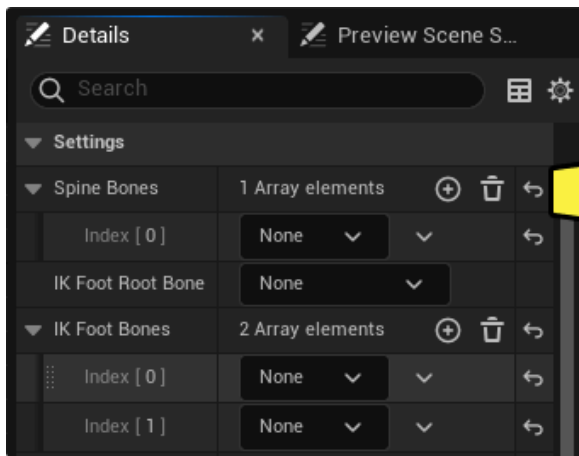 Details
Preview Scene S...
Search
Settings
Spine Bones 1 Array elements
Index [ 0 ] None
IK Foot Root Bone None
IK Foot Bones 2 Array elements
Index [ 0 ] None
Index [ 1 ] None